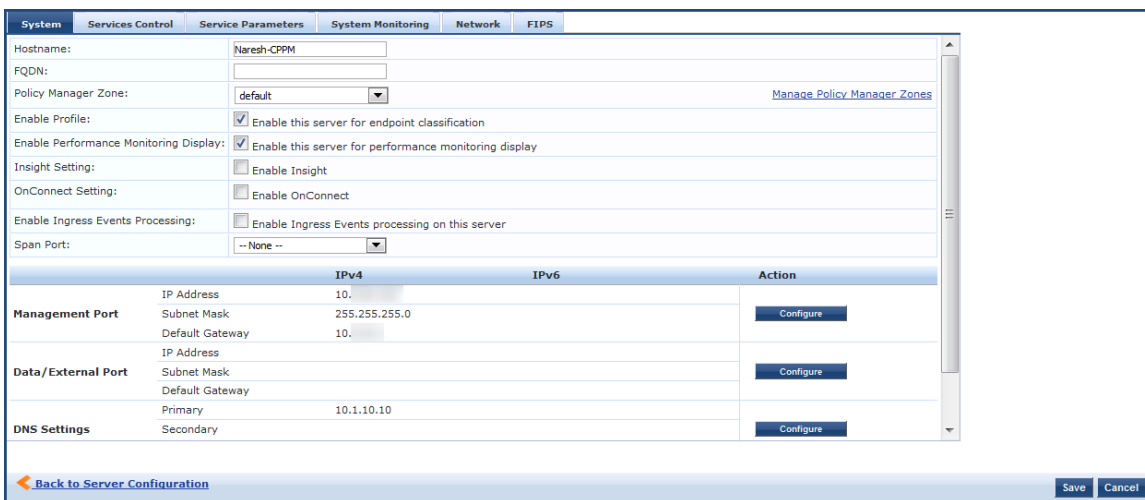 System Services Control Service Parameters System Monitoring Network FIPS
Hostname: Naresh-CPPM
FQDN:
Policy Manager Zone: default Manage Policy Manager Zones
Enable Profile: Enable this server for endpoint classification
Enable Performance Monitoring Display: Enable this server for performance monitoring display
Insight Setting: Enable Insight
OnConnect Setting: Enable OnConnect
Enable Ingress Events Processing: Enable Ingress Events processing on this server
Span Port: -- None --
IPv4 IPv6 Action
IP Address 10.
Management Port Subnet Mask 255.255.255.0 Configure
Default Gateway 10.
IP Address
Data/External Port Subnet Mask Configure
Default Gateway
Primary 10.1.10.10
DNS Settings Secondary Configure
Back to Server Configuration Save Cancel